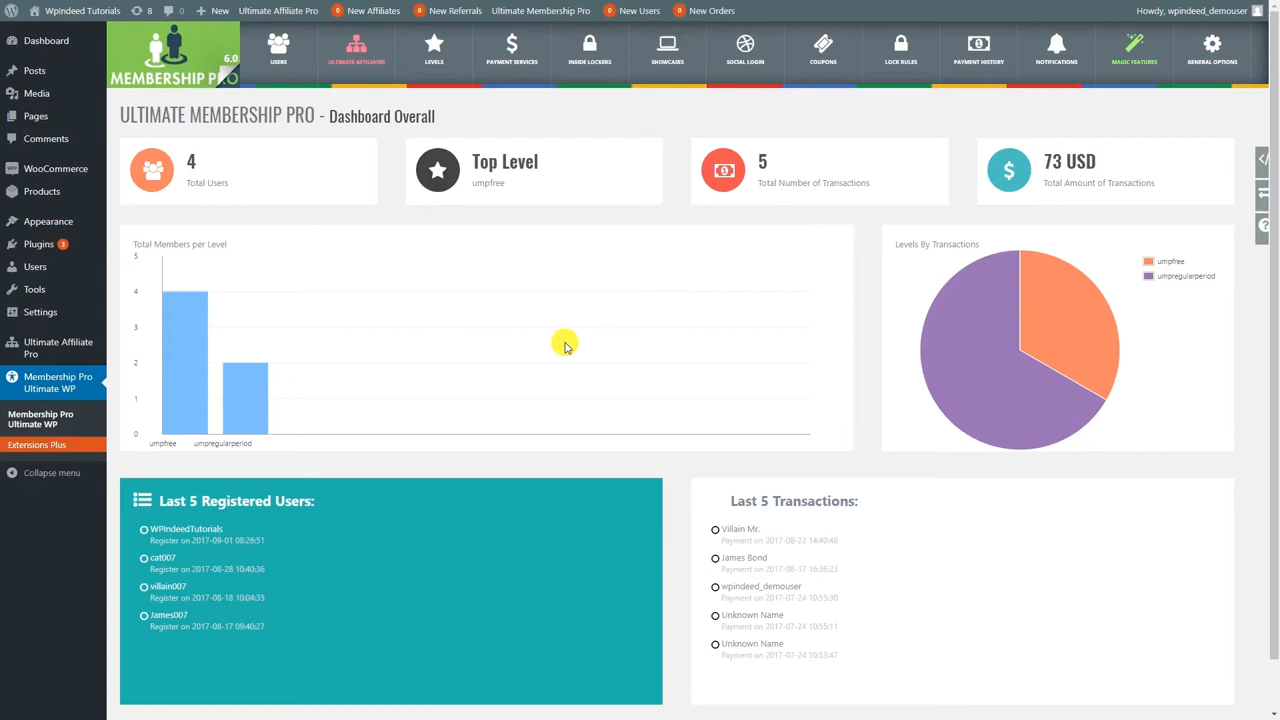 WpIndeed Tutorials 8 0 New Ultimate Affiliate Pro 0 New Affiliates 0 New Referrals Ultimate Membership Pro 0 New Users 0 New Orders Howdy, wpindeed_demouser
Dashboard
Posts
Media
Pages
Comments
WooCommerce
Products
Appearance
Plugins 3
Users
Tools
Settings
Ultimate Affiliate
Pro
Membership Pro
Ultimate WP
Membership Pro
Ultimate WP
Extensions Plus
Collapse menu
6.0
MEMBERSHIP PRO
USERS ULTIMATE AFFILIATES LEVELS PAYMENT SERVICES INSIDE LOCKERS SHOWCASES SOCIAL LOGIN COUPONS LOCK RULES PAYMENT HISTORY NOTIFICATIONS MAGIC FEATURES GENERAL OPTIONS
ULTIMATE MEMBERSHIP PRO - Dashboard Overall
4
Total Users
Top Level
umpfree
5
Total Number of Transactions
73 USD
Total Amount of Transactions
Total Members per Level
5
4
3
2
1
0
umpfree umpregularperiod
Levels By Transactions
umpfree
umpregularperiod
Last 5 Registered Users:
WPIndeedTutorials
Register on 2017-09-01 08:26:51
cat007
Register on 2017-08-28 10:40:36
villain007
Register on 2017-08-18 10:04:35
James007
Register on 2017-08-17 09:40:27
Last 5 Transactions:
Villain Mr.
Payment on 2017-08-22 14:40:46
James Bond
Payment on 2017-08-17 16:36:23
wpindeed_demouser
Payment on 2017-07-24 10:55:30
Unknown Name
Payment on 2017-07-24 10:55:11
Unknown Name
Payment on 2017-07-24 10:53:47